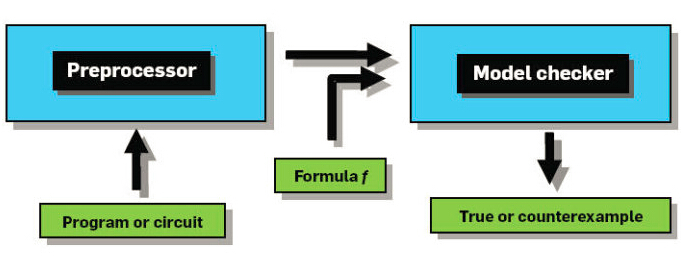 Preprocessor
Model checker
Formula f
Program or circuit
True or counterexample